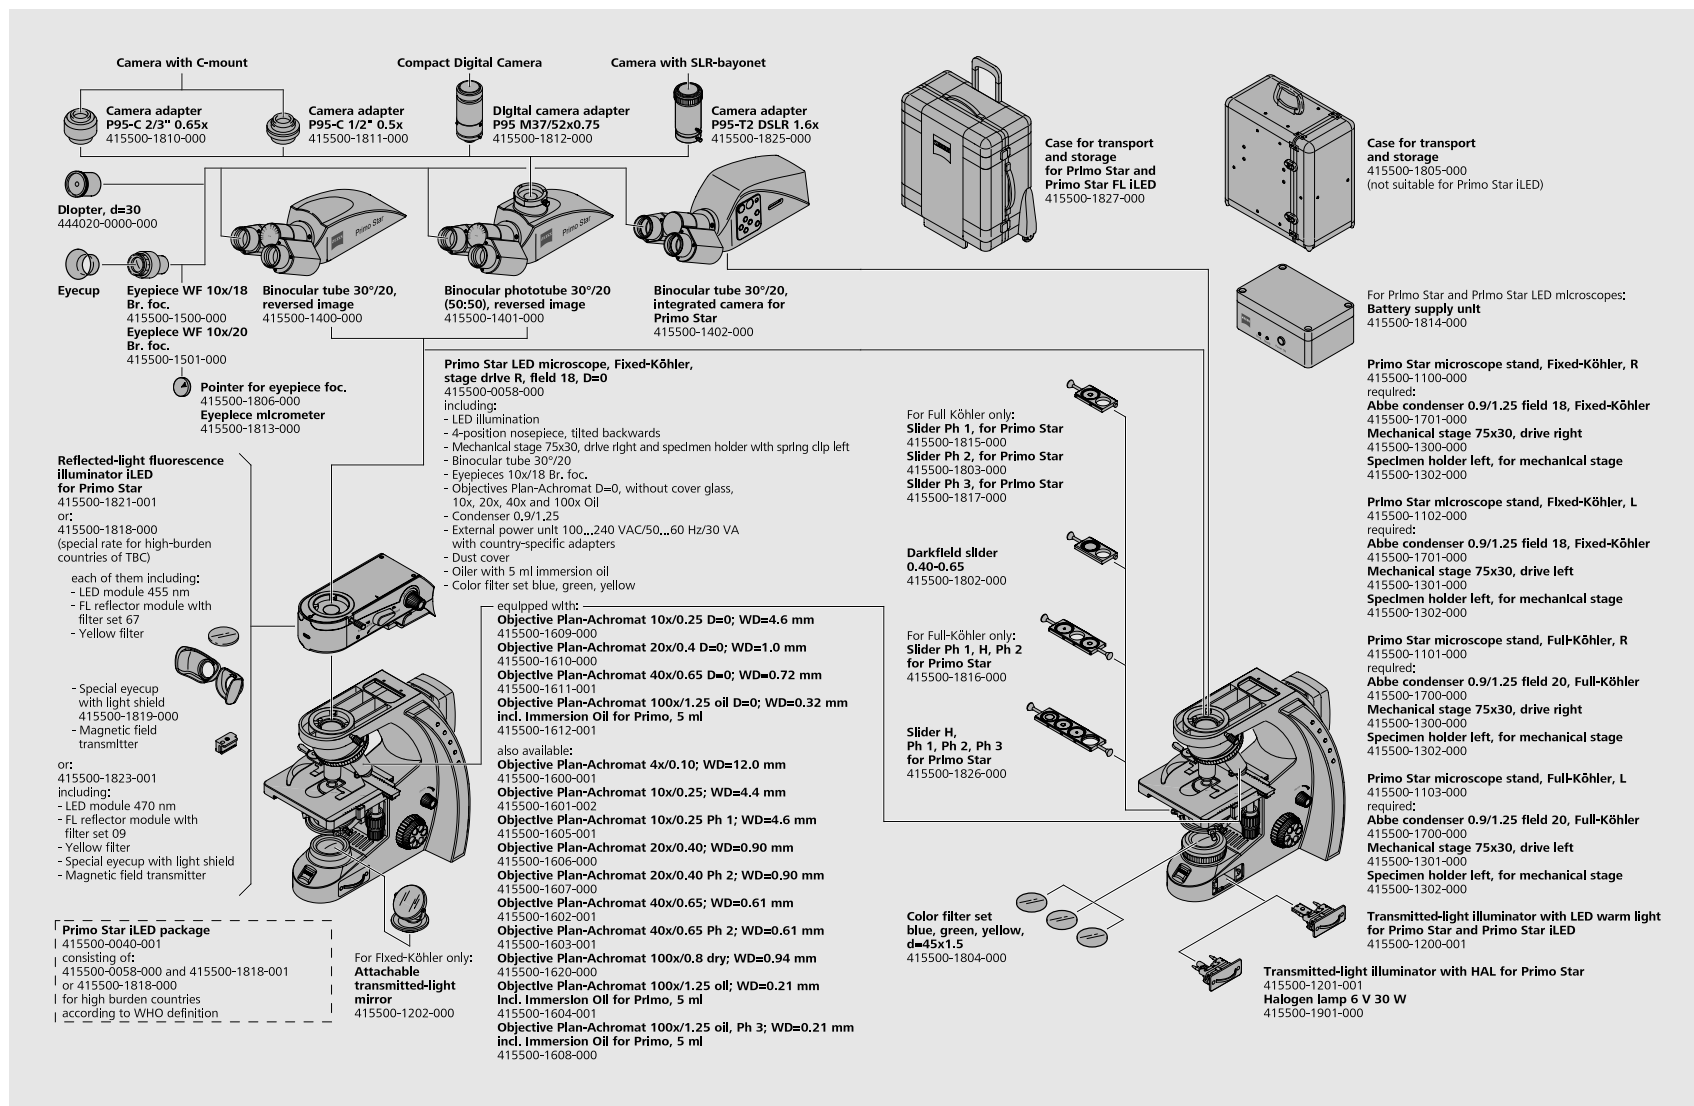 Camera with C-mount
Compact Digital Camera
Camera with SLR-bayonet
Camera adapter
P95-C 2/3" 0.65x
415500-1810-000
Camera adapter
P95-C 1/2" 0.5x
415500-1811-000
Digital camera adapter
P95 M37/52x0.75
415500-1812-000
Camera adapter
P95-T2 DSLR 1.6x
415500-1825-000
Case for transport
and storage
for Primo Star and
Primo Star FL iLED
415500-1827-000
Case for transport
and storage
415500-1805-000
(not suitable for Primo Star iLED)
Diopter, d=30
444020-0000-000
Primo Star
Primo Star
Eyecup
Eyepiece WF 10x/18
Br. foc.
415500-1500-000
Eyepiece WF 10x/20
Br. foc.
415500-1501-000
Binocular tube 30°/20,
reversed image
415500-1400-000
Binocular phototube 30°/20
(50:50), reversed image
415500-1401-000
Binocular tube 30°/20,
integrated camera for
Primo Star
415500-1402-000
For Primo Star and Primo Star LED microscopes:
Battery supply unit
415500-1814-000
Pointer for eyepiece foc.
415500-1806-000
Eyepiece micrometer
415500-1813-000
Primo Star LED microscope, Fixed-Köhler,
stage drive R, field 18, D=0
415500-0058-000
including:
- LED illumination
- 4-position nosepiece, tilted backwards
- Mechanical stage 75x30, drive right and specimen holder with spring clip left
- Binocular tube 30°/20
- Eyepieces 10x/18 Br. foc.
- Objectives Plan-Achromat D=0, without cover glass,
10x, 20x, 40x and 100x Oil
- Condenser 0.9/1.25
- External power unit 100...240 VAC/50...60 Hz/30 VA
with country-specific adapters
- Dust cover
- Oiler with 5 ml immersion oil
- Color filter set blue, green, yellow
Reflected-light fluorescence
illuminator iLED
for Primo Star
415500-1821-001
or:
415500-1818-000
(special rate for high-burden
countries of TBC)
each of them including:
- LED module 455 nm
- FL reflector module with
filter set 67
- Yellow filter
- Special eyecup
with light shield
415500-1819-000
- Magnetic field
transmitter
or:
415500-1823-001
including:
- LED module 470 nm
- FL reflector module with
filter set 09
- Yellow filter
- Special eyecup with light shield
- Magnetic field transmitter
Primo Star iLED package
415500-0040-001
consisting of:
415500-0058-000 and 415500-1818-001
or 415500-1818-000
for high burden countries
according to WHO definition
For Fixed-Köhler only:
Attachable
transmitted-light
mirror
415500-1202-000
equipped with:
Objective Plan-Achromat 10x/0.25 D=0; WD=4.6 mm
415500-1609-000
Objective Plan-Achromat 20x/0.4 D=0; WD=1.0 mm
415500-1610-000
Objective Plan-Achromat 40x/0.65 D=0; WD=0.72 mm
415500-1611-001
Objective Plan-Achromat 100x/1.25 oil D=0; WD=0.32 mm
incl. Immersion Oil for Primo, 5 ml
415500-1612-001
also available:
Objective Plan-Achromat 4x/0.10; WD=12.0 mm
415500-1600-001
Objective Plan-Achromat 10x/0.25; WD=4.4 mm
415500-1601-002
Objective Plan-Achromat 10x/0.25 Ph 1; WD=4.6 mm
415500-1605-001
Objective Plan-Achromat 20x/0.40; WD=0.90 mm
415500-1606-000
Objective Plan-Achromat 20x/0.40 Ph 2; WD=0.90 mm
415500-1607-000
Objective Plan-Achromat 40x/0.65; WD=0.61 mm
415500-1602-001
Objective Plan-Achromat 40x/0.65 Ph 2; WD=0.61 mm
415500-1603-001
Objective Plan-Achromat 100x/0.8 dry; WD=0.94 mm
415500-1620-000
Objective Plan-Achromat 100x/1.25 oil; WD=0.21 mm
incl. Immersion Oil for Primo, 5 ml
415500-1604-001
Objective Plan-Achromat 100x/1.25 oil, Ph 3; WD=0.21 mm
incl. Immersion Oil for Primo, 5 ml
415500-1608-000
For Full Köhler only:
Slider Ph 1, for Primo Star
415500-1815-000
Slider Ph 2, for Primo Star
415500-1803-000
Slider Ph 3, for Primo Star
415500-1817-000
Darkfield slider
0.40-0.65
415500-1802-000
For Full-Köhler only:
Slider Ph 1, H, Ph 2
for Primo Star
415500-1816-000
Slider H,
Ph 1, Ph 2, Ph 3
for Primo Star
415500-1826-000
Color filter set
blue, green, yellow,
d=45x1.5
415500-1804-000
Primo Star microscope stand, Fixed-Köhler, R
415500-1100-000
required:
Abbe condenser 0.9/1.25 field 18, Fixed-Köhler
415500-1701-000
Mechanical stage 75x30, drive right
415500-1300-000
Specimen holder left, for mechanical stage
415500-1302-000
Primo Star microscope stand, Fixed-Köhler, L
415500-1102-000
required:
Abbe condenser 0.9/1.25 field 18, Fixed-Köhler
415500-1701-000
Mechanical stage 75x30, drive left
415500-1301-000
Specimen holder left, for mechanical stage
415500-1302-000
Primo Star microscope stand, Full-Köhler, R
415500-1101-000
required:
Abbe condenser 0.9/1.25 field 20, Full-Köhler
415500-1700-000
Mechanical stage 75x30, drive right
415500-1300-000
Specimen holder left, for mechanical stage
415500-1302-000
Primo Star microscope stand, Full-Köhler, L
415500-1103-000
required:
Abbe condenser 0.9/1.25 field 20, Full-Köhler
415500-1700-000
Mechanical stage 75x30, drive left
415500-1301-000
Specimen holder left, for mechanical stage
415500-1302-000
Transmitted-light illuminator with LED warm light
for Primo Star and Primo Star iLED
415500-1200-001
Transmitted-light illuminator with HAL for Primo Star
415500-1201-001
Halogen lamp 6 V 30 W
415500-1901-000